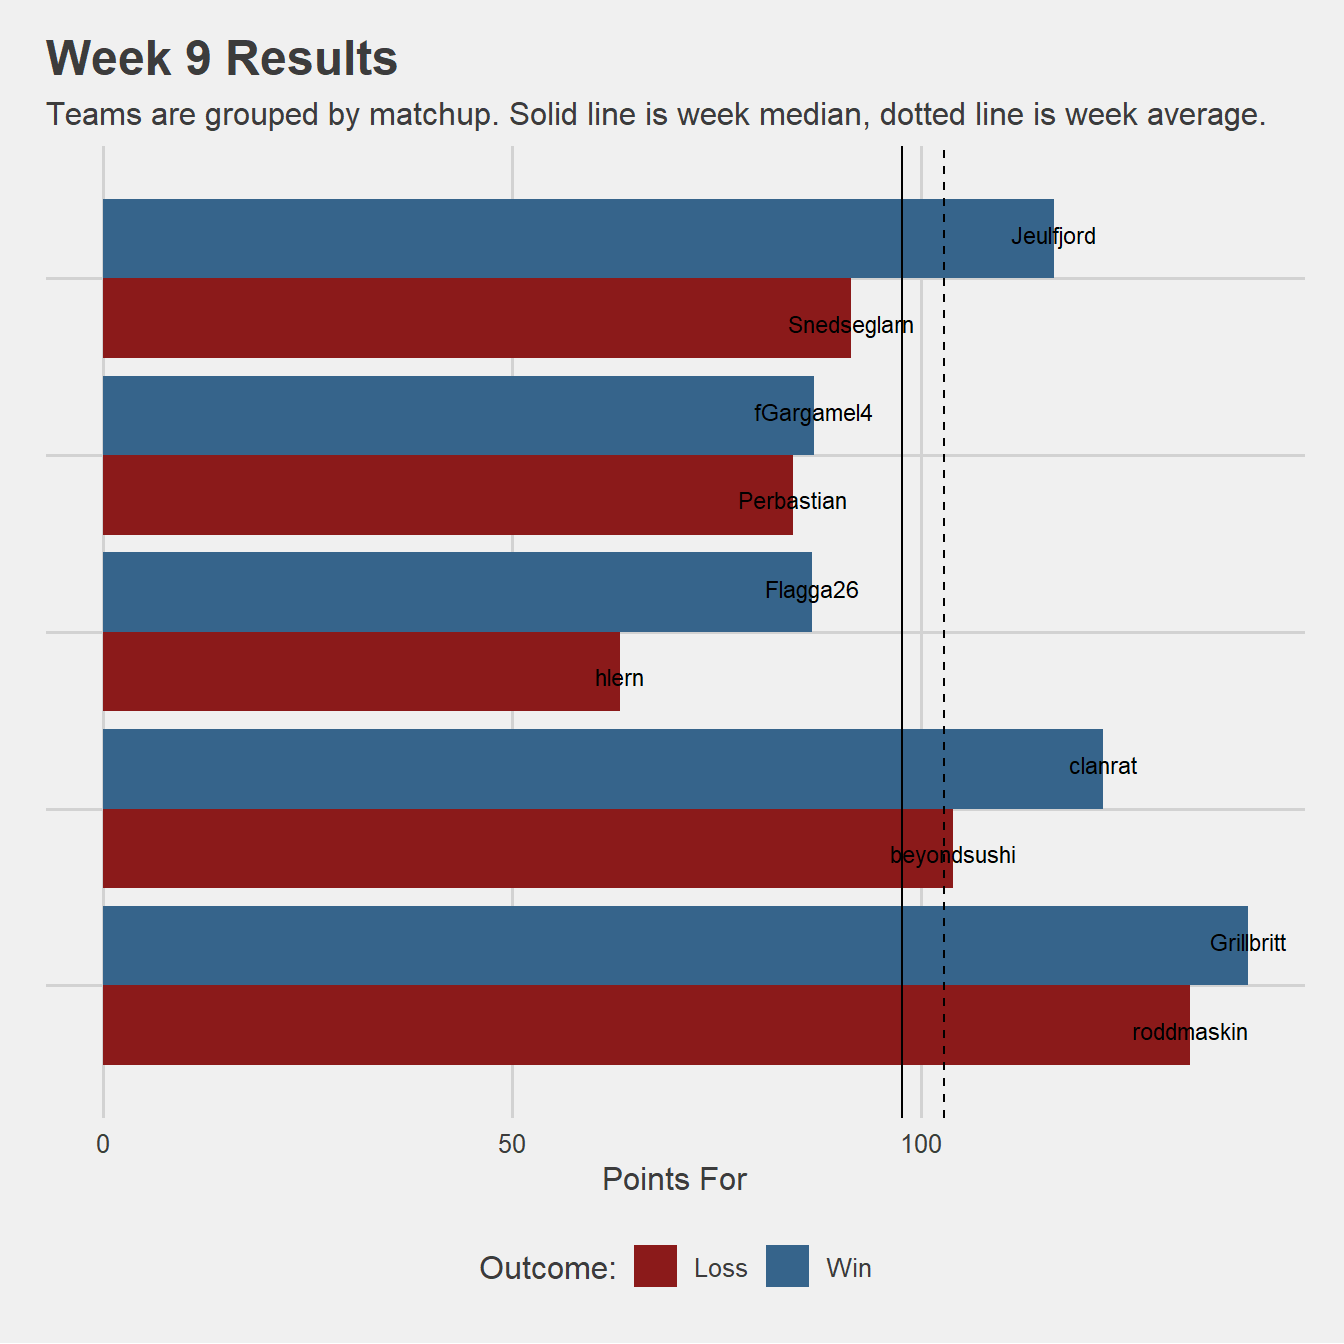 Week 9 Results
Teams are grouped by matchup. Solid line is week median, dotted line is week average.
Jeulfjord
Snedseglarn
fGargamel4
Perbastian
Flagga26
hlern
clanrat
beyondsushi
Grillbritt
roddmaskin
0 50 100
Points For
Outcome: Loss Win